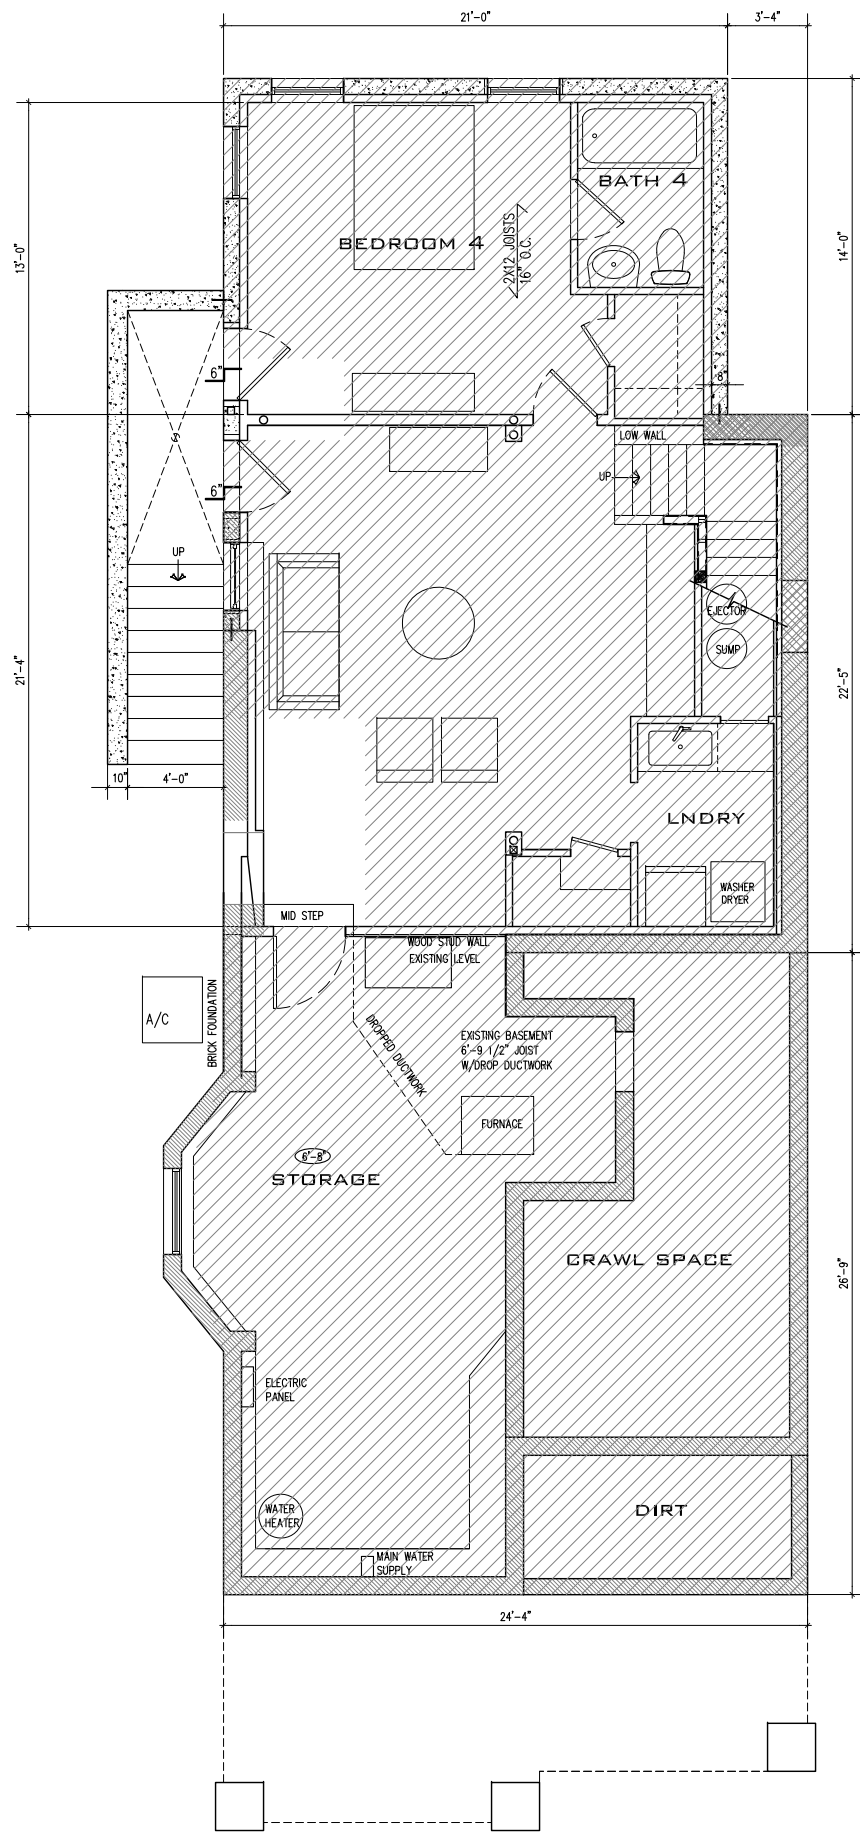 21'-0"
3'-4"
BATH 4
BEDROOM 4
2X12 JOISTS
16" O.C.
13'-0"
14'-0"
6"
8"
LOW WALL
UP
6"
UP
EJECTOR
SUMP
21'-4"
22'-5"
10"
4'-0"
LNDRY
WASHER
DRYER
MID STEP
WOOD STUD WALL
EXISTING LEVEL
A/C
BRICK FOUNDATION
DROPPED DUCTWORK
EXISTING BASEMENT
6'-9 1/2" JOIST
W/DROP DUCTWORK
FURNACE
6'-8"
STORAGE
CRAWL SPACE
26'-9"
ELECTRIC
PANEL
WATER
HEATER
DIRT
MAIN WATER
SUPPLY
24'-4"